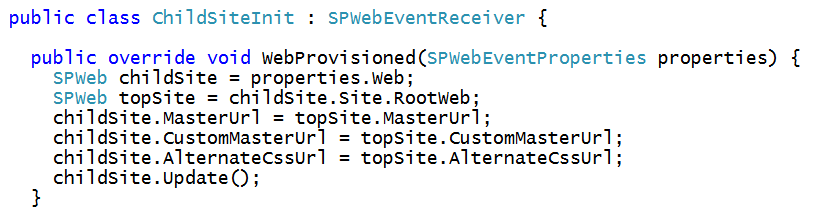 public class ChildSiteInit : SPWebEventReceiver {
public override void WebProvisioned(SPWebEventProperties properties) {
SPWeb childSite = properties.Web;
SPWeb topSite = childSite.Site.RootWeb;
childSite.MasterUrl = topSite.MasterUrl;
childSite.CustomMasterUrl = topSite.CustomMasterUrl;
childSite.AlternateCssUrl = topSite.AlternateCssUrl;
childSite.Update();
}